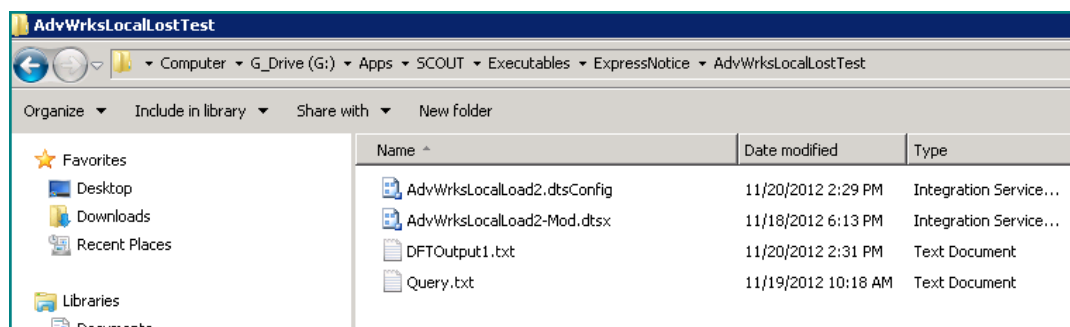 AdvWrksLocalLostTest
Computer G_Drive (G:) Apps SCOUT Executables ExpressNotice AdvWrksLocalLostTest
Organize Include in library Share with New folder
Name Date modified Type
Favorites
Desktop AdvWrksLocalLoad2.dtsConfig 11/20/2012 2:29 PM Integration Service...
Downloads AdvWrksLocalLoad2-Mod.dtsx 11/18/2012 6:13 PM Integration Service...
Recent Places DFTOutput1.txt 11/20/2012 2:31 PM Text Document
Query.txt 11/19/2012 10:18 AM Text Document
Libraries
Documents